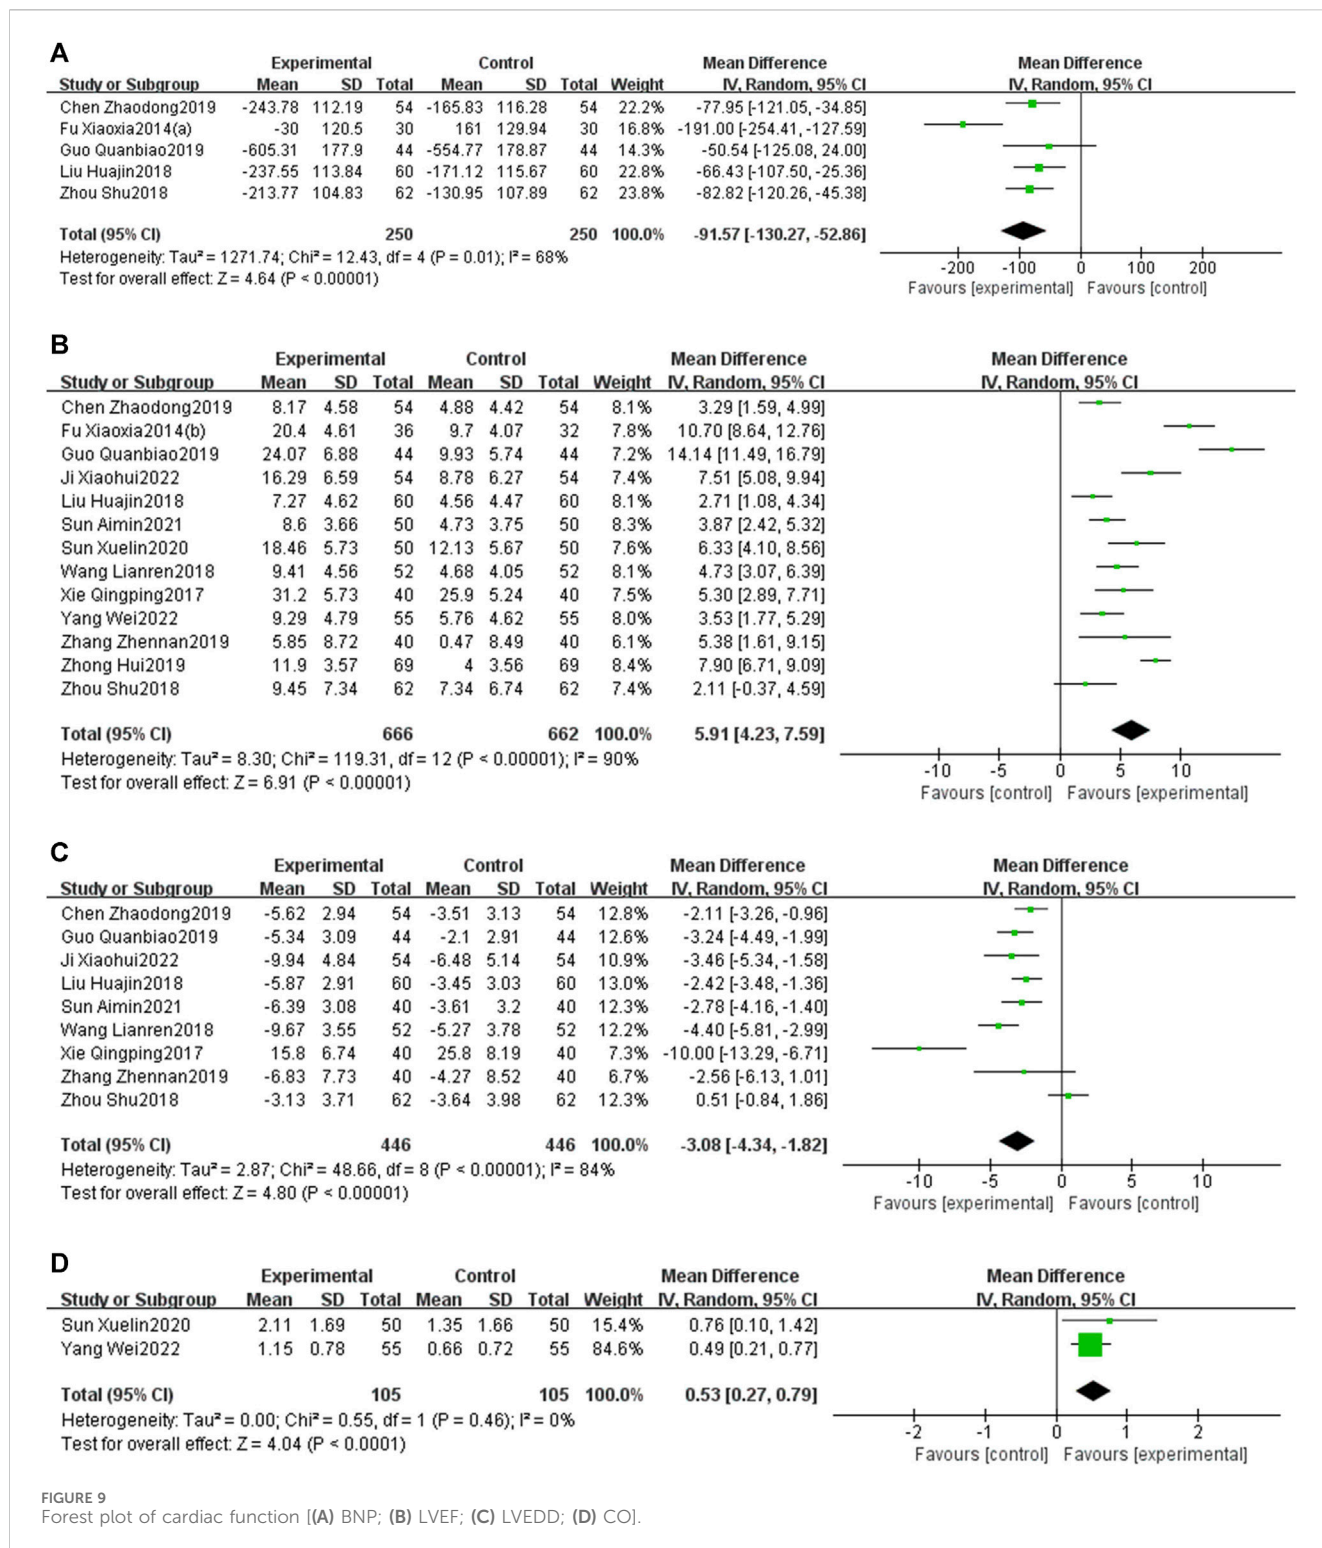 A
Experimental Control Mean Difference Mean Difference
Study or Subgroup Mean SD Total Mean SD Total Weight IV, Random, 95% CI IV, Random, 95% CI
Chen Zhaodong2019 -243.78 112.19 54 -165.83 116.28 54 22.2% -77.95 [-121.05, -34.85]
Fu Xiaoxia2014(a) -30 120.5 30 161 129.94 30 16.8% -191.00 [-254.41, -127.59]
Guo Quanbiao2019 -605.31 177.9 44 -554.77 178.87 44 14.3% -50.54 [-125.08, 24.00]
Liu Huajin2018 -237.55 113.84 60 -171.12 115.67 60 22.8% -66.43 [-107.50, -25.36]
Zhou Shu2018 -213.77 104.83 62 -130.95 107.89 62 23.8% -82.82 [-120.26, -45.38]
Total (95% CI) 250 250 100.0% -91.57 [-130.27, -52.86]
Heterogeneity: Tau² = 1271.74; Chi² = 12.43, df = 4 (P = 0.01); I² = 68%
Test for overall effect: Z = 4.64 (P < 0.00001)
-200 -100 0 100 200
Favours [experimental] Favours [control]
B
Experimental Control Mean Difference Mean Difference
Study or Subgroup Mean SD Total Mean SD Total Weight IV, Random, 95% CI IV, Random, 95% CI
Chen Zhaodong2019 8.17 4.58 54 4.88 4.42 54 8.1% 3.29 [1.59, 4.99]
Fu Xiaoxia2014(b) 20.4 4.61 36 9.7 4.07 32 7.8% 10.70 [8.64, 12.76]
Guo Quanbiao2019 24.07 6.88 44 9.93 5.74 44 7.2% 14.14 [11.49, 16.79]
Ji Xiaohui2022 16.29 6.59 54 8.78 6.27 54 7.4% 7.51 [5.08, 9.94]
Liu Huajin2018 7.27 4.62 60 4.56 4.47 60 8.1% 2.71 [1.08, 4.34]
Sun Aimin2021 8.6 3.66 50 4.73 3.75 50 8.3% 3.87 [2.42, 5.32]
Sun Xuelin2020 18.46 5.73 50 12.13 5.67 50 7.6% 6.33 [4.10, 8.56]
Wang Lianren2018 9.41 4.56 52 4.68 4.05 52 8.1% 4.73 [3.07, 6.39]
Xie Qingping2017 31.2 5.73 40 25.9 5.24 40 7.4% 5.30 [2.89, 7.71]
Yang Wei2022 9.29 4.79 55 5.76 4.62 55 8.0% 3.53 [1.77, 5.29]
Zhang Zhennan2019 5.85 8.72 40 0.47 8.49 40 6.1% 5.38 [1.61, 9.15]
Zhong Hui2019 11.9 3.57 69 4 3.56 69 8.4% 7.90 [6.71, 9.09]
Zhou Shu2018 9.45 7.34 62 7.34 6.74 62 7.4% 2.11 [-0.37, 4.59]
Total (95% CI) 666 662 100.0% 5.91 [4.23, 7.59]
Heterogeneity: Tau² = 8.30; Chi² = 119.31, df = 12 (P < 0.00001); I² = 90%
Test for overall effect: Z = 6.91 (P < 0.00001)
-10 -5 0 5 10
Favours [control] Favours [experimental]
C
Experimental Control Mean Difference Mean Difference
Study or Subgroup Mean SD Total Mean SD Total Weight IV, Random, 95% CI IV, Random, 95% CI
Chen Zhaodong2019 -5.62 2.94 54 -3.51 3.13 54 12.8% -2.11 [-3.26, -0.96]
Guo Quanbiao2019 -5.34 3.09 44 -2.1 2.91 44 12.6% -3.24 [-4.49, -1.99]
Ji Xiaohui2022 -9.94 4.84 54 -6.48 5.14 54 10.9% -3.46 [-5.34, -1.58]
Liu Huajin2018 -5.87 2.91 60 -3.45 3.03 60 13.0% -2.42 [-3.48, -1.36]
Sun Aimin2021 -6.39 3.08 40 -3.61 3.2 40 12.3% -2.78 [-4.16, -1.40]
Wang Lianren2018 -9.67 3.55 52 -5.27 3.78 52 12.2% -4.40 [-5.81, -2.99]
Xie Qingping2017 15.8 6.74 40 25.8 8.19 40 7.3% -10.00 [-13.29, -6.71]
Zhang Zhennan2019 -6.83 7.73 40 -4.27 8.52 40 6.7% -2.56 [-6.13, 1.01]
Zhou Shu2018 -3.13 3.71 62 -3.64 3.98 62 12.3% 0.51 [-0.84, 1.86]
Total (95% CI) 446 446 100.0% -3.08 [-4.34, -1.82]
Heterogeneity: Tau² = 2.87; Chi² = 48.66, df = 8 (P < 0.00001); I² = 84%
Test for overall effect: Z = 4.80 (P < 0.00001)
-10 -5 0 5 10
Favours [experimental] Favours [control]
D
Experimental Control Mean Difference Mean Difference
Study or Subgroup Mean SD Total Mean SD Total Weight IV, Random, 95% CI IV, Random, 95% CI
Sun Xuelin2020 2.11 1.69 50 1.35 1.66 50 15.4% 0.76 [0.10, 1.42]
Yang Wei2022 1.15 0.78 55 0.66 0.72 55 84.6% 0.49 [0.21, 0.77]
Total (95% CI) 105 105 100.0% 0.53 [0.27, 0.79]
Heterogeneity: Tau² = 0.00; Chi² = 0.55, df = 1 (P = 0.46); I² = 0%
Test for overall effect: Z = 4.04 (P < 0.0001)
-2 -1 0 1 2
Favours [control] Favours [experimental]
FIGURE 9
Forest plot of cardiac function [(A) BNP; (B) LVEF; (C) LVEDD; (D) CO].